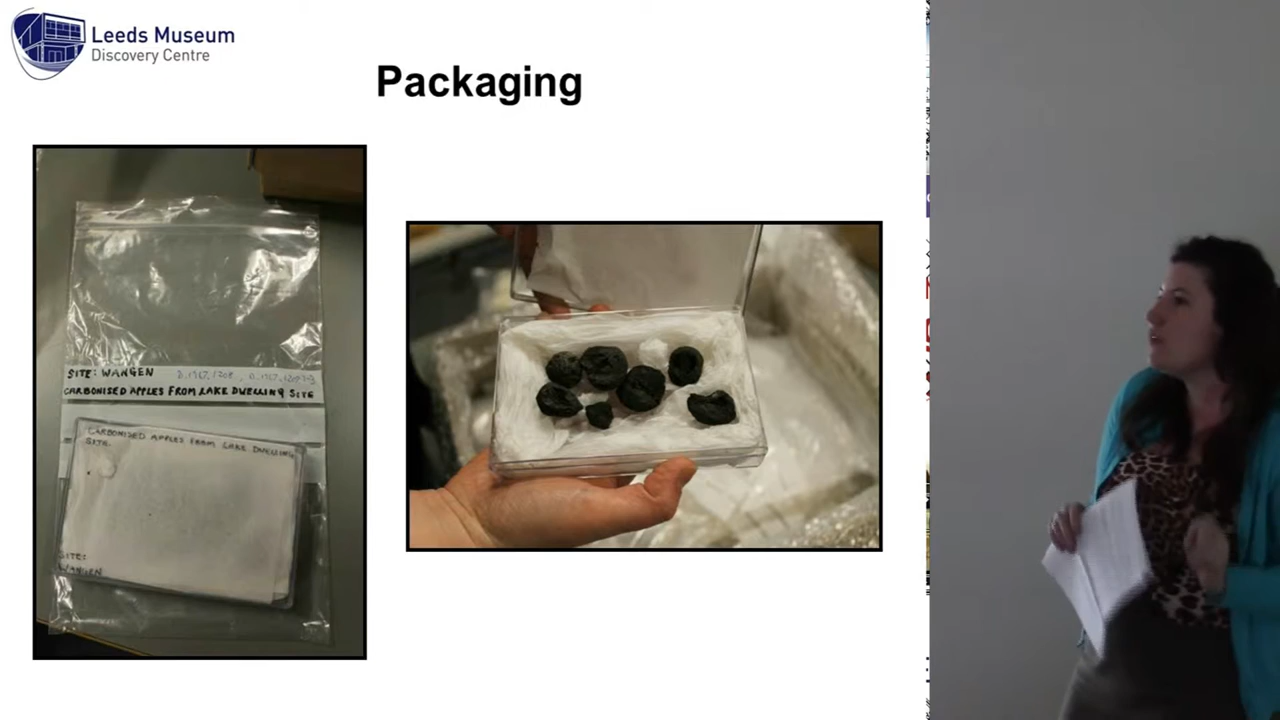 Leeds Museum
Discovery Centre
Packaging
SITE: WANGEN
CARBONISED APPLES FROM LAKE DWELLING SITE
CARBONISED APPLES FROM LAKE DWELLING
SITE.
SITE:
WANGEN